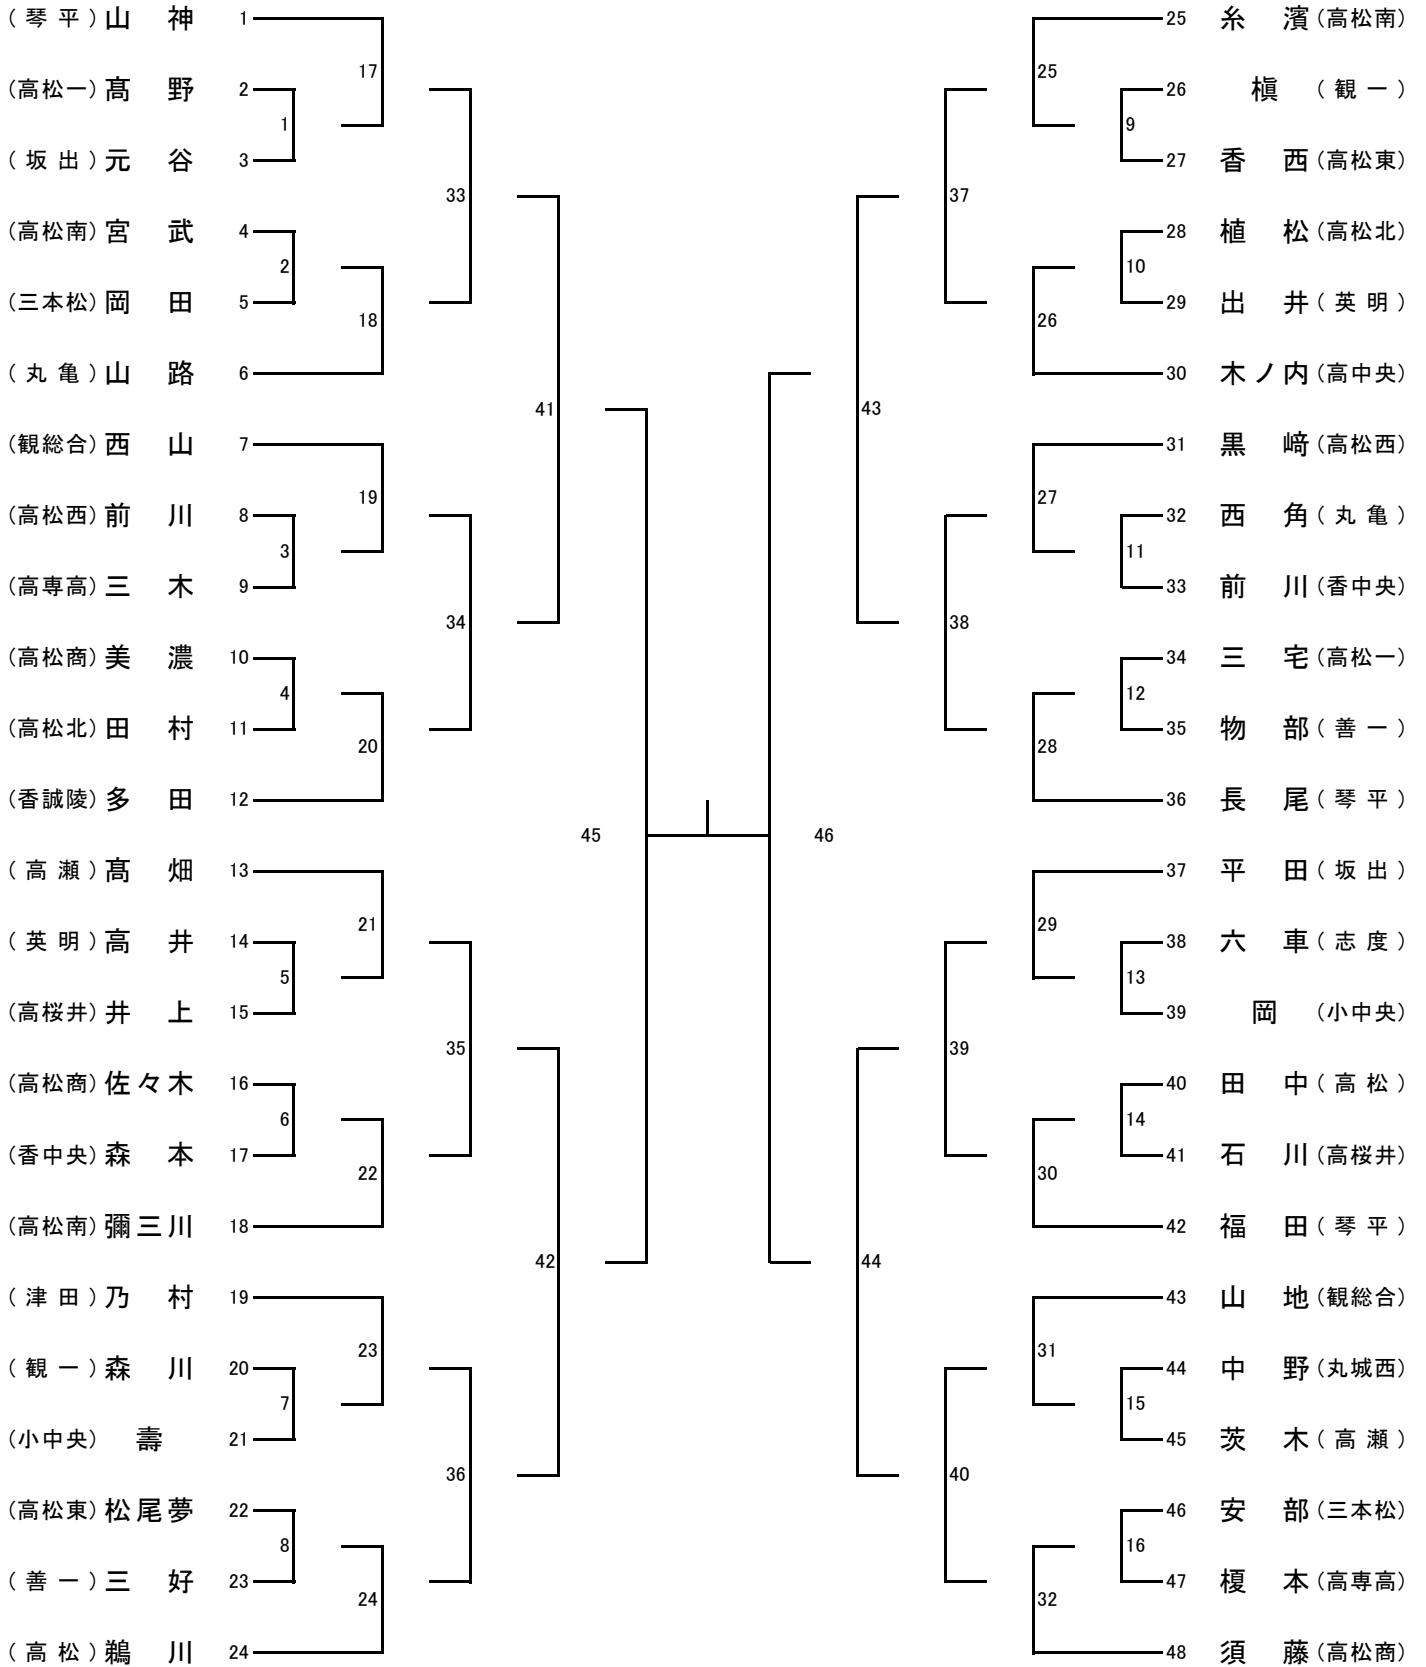 (琴平) 山神 1
17
(高松一) 髙野 2
1
(坂出) 元谷 3
33
(高松南) 宮武 4
2
(三本松) 岡田 5
18
(丸亀) 山路 6
41
(観総合) 西山 7
19
(高松西) 前川 8
3
(高専高) 三木 9
34
(高松商) 美濃 10
4
(高松北) 田村 11
20
(香誠陵) 多田 12
45
(高瀬) 髙畑 13
21
(英明) 高井 14
5
(高桜井) 井上 15
35
(高松商) 佐々木 16
6
(香中央) 森本 17
22
(高松南) 彌三川 18
42
(津田) 乃村 19
23
(観一) 森川 20
7
(小中央) 壽 21
36
(高松東) 松尾夢 22
8
(善一) 三好 23
24
(高松) 鵜川 24
25 糸濱 (高松南)
25
26 槇 (観一)
9
27 香西 (高松東)
37
28 植松 (高松北)
10
29 出井 (英明)
26
30 木ノ内 (高中央)
43
31 黒﨑 (高松西)
27
32 西角 (丸亀)
11
33 前川 (香中央)
38
34 三宅 (高松一)
12
35 物部 (善一)
28
36 長尾 (琴平)
46
37 平田 (坂出)
29
38 六車 (志度)
13
39 岡 (小中央)
39
40 田中 (高松)
14
41 石川 (高桜井)
30
42 福田 (琴平)
44
43 山地 (観総合)
31
44 中野 (丸城西)
15
45 茨木 (高瀬)
40
46 安部 (三本松)
16
47 榎本 (高専高)
32
48 須藤 (高松商)